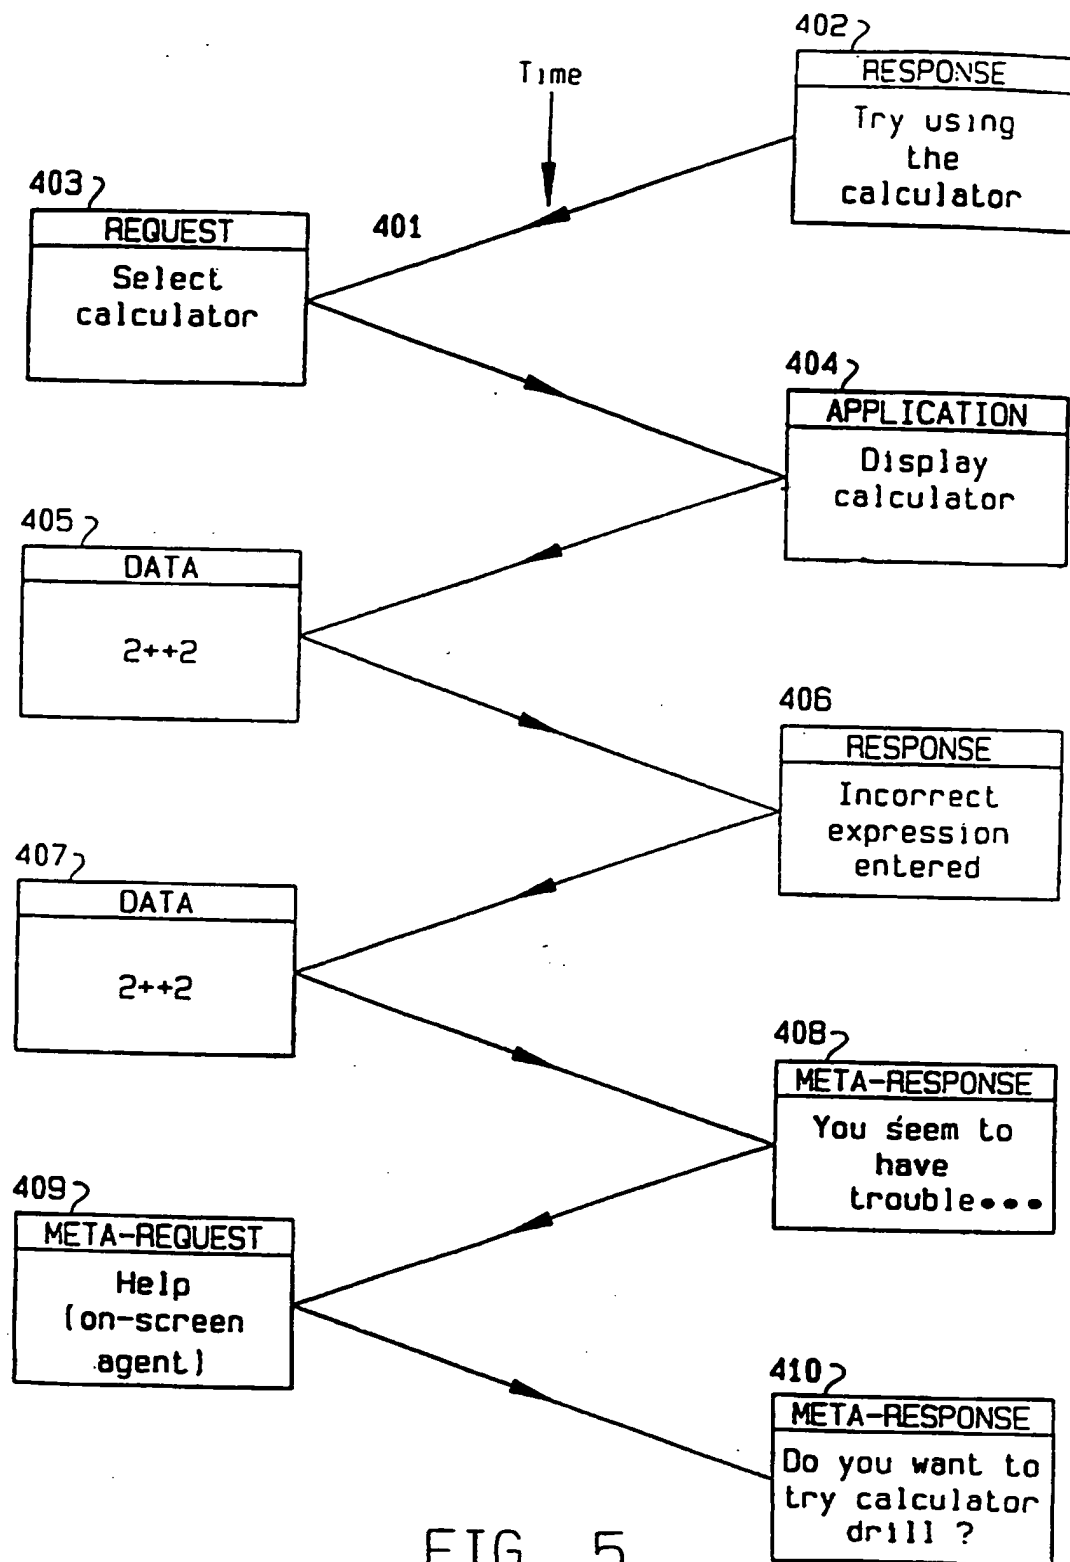 402
RESPONSE
Try using
the
calculator
Time
403
REQUEST
Select
calculator
401
404
APPLICATION
Display
calculator
405
DATA
2++2
406
RESPONSE
Incorrect
expression
entered
407
DATA
2++2
408
META-RESPONSE
You seem to
have
trouble•••
409
META-REQUEST
Help
(on-screen
agent)
410
META-RESPONSE
Do you want to
try calculator
drill ?
FIG. 5